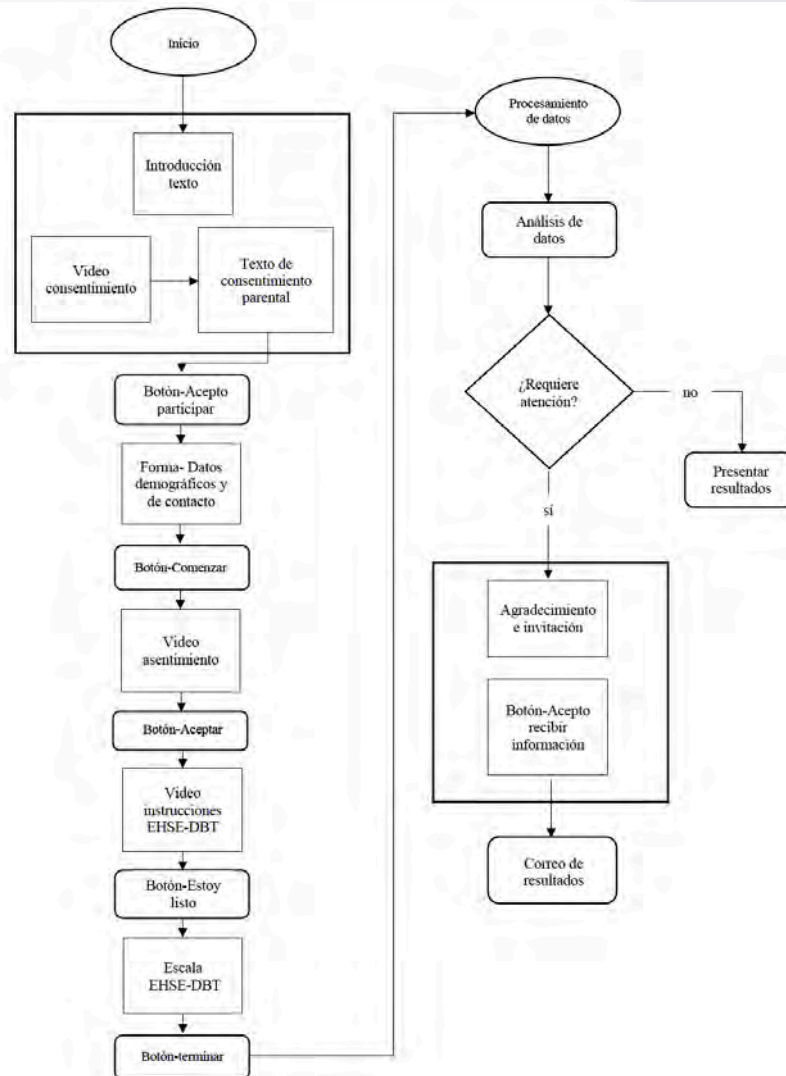 Inicio
Introducción
texto
Video
consentimiento
Texto de
consentimiento
parental
Botón-Acepto
participar
Forma- Datos
demográficos y
de contacto
Botón-Comenzar
Video
asentimiento
Botón-Aceptar
Video
instrucciones
EHSE-DBT
Botón-Estoy
listo
Escala
EHSE-DBT
Botón-terminar
Procesamiento
de datos
Análisis de
datos
¿Requiere
atención?
no
Presentar
resultados
sí
Agradecimiento
e invitación
Botón-Acepto
recibir
información
Correo de
resultados